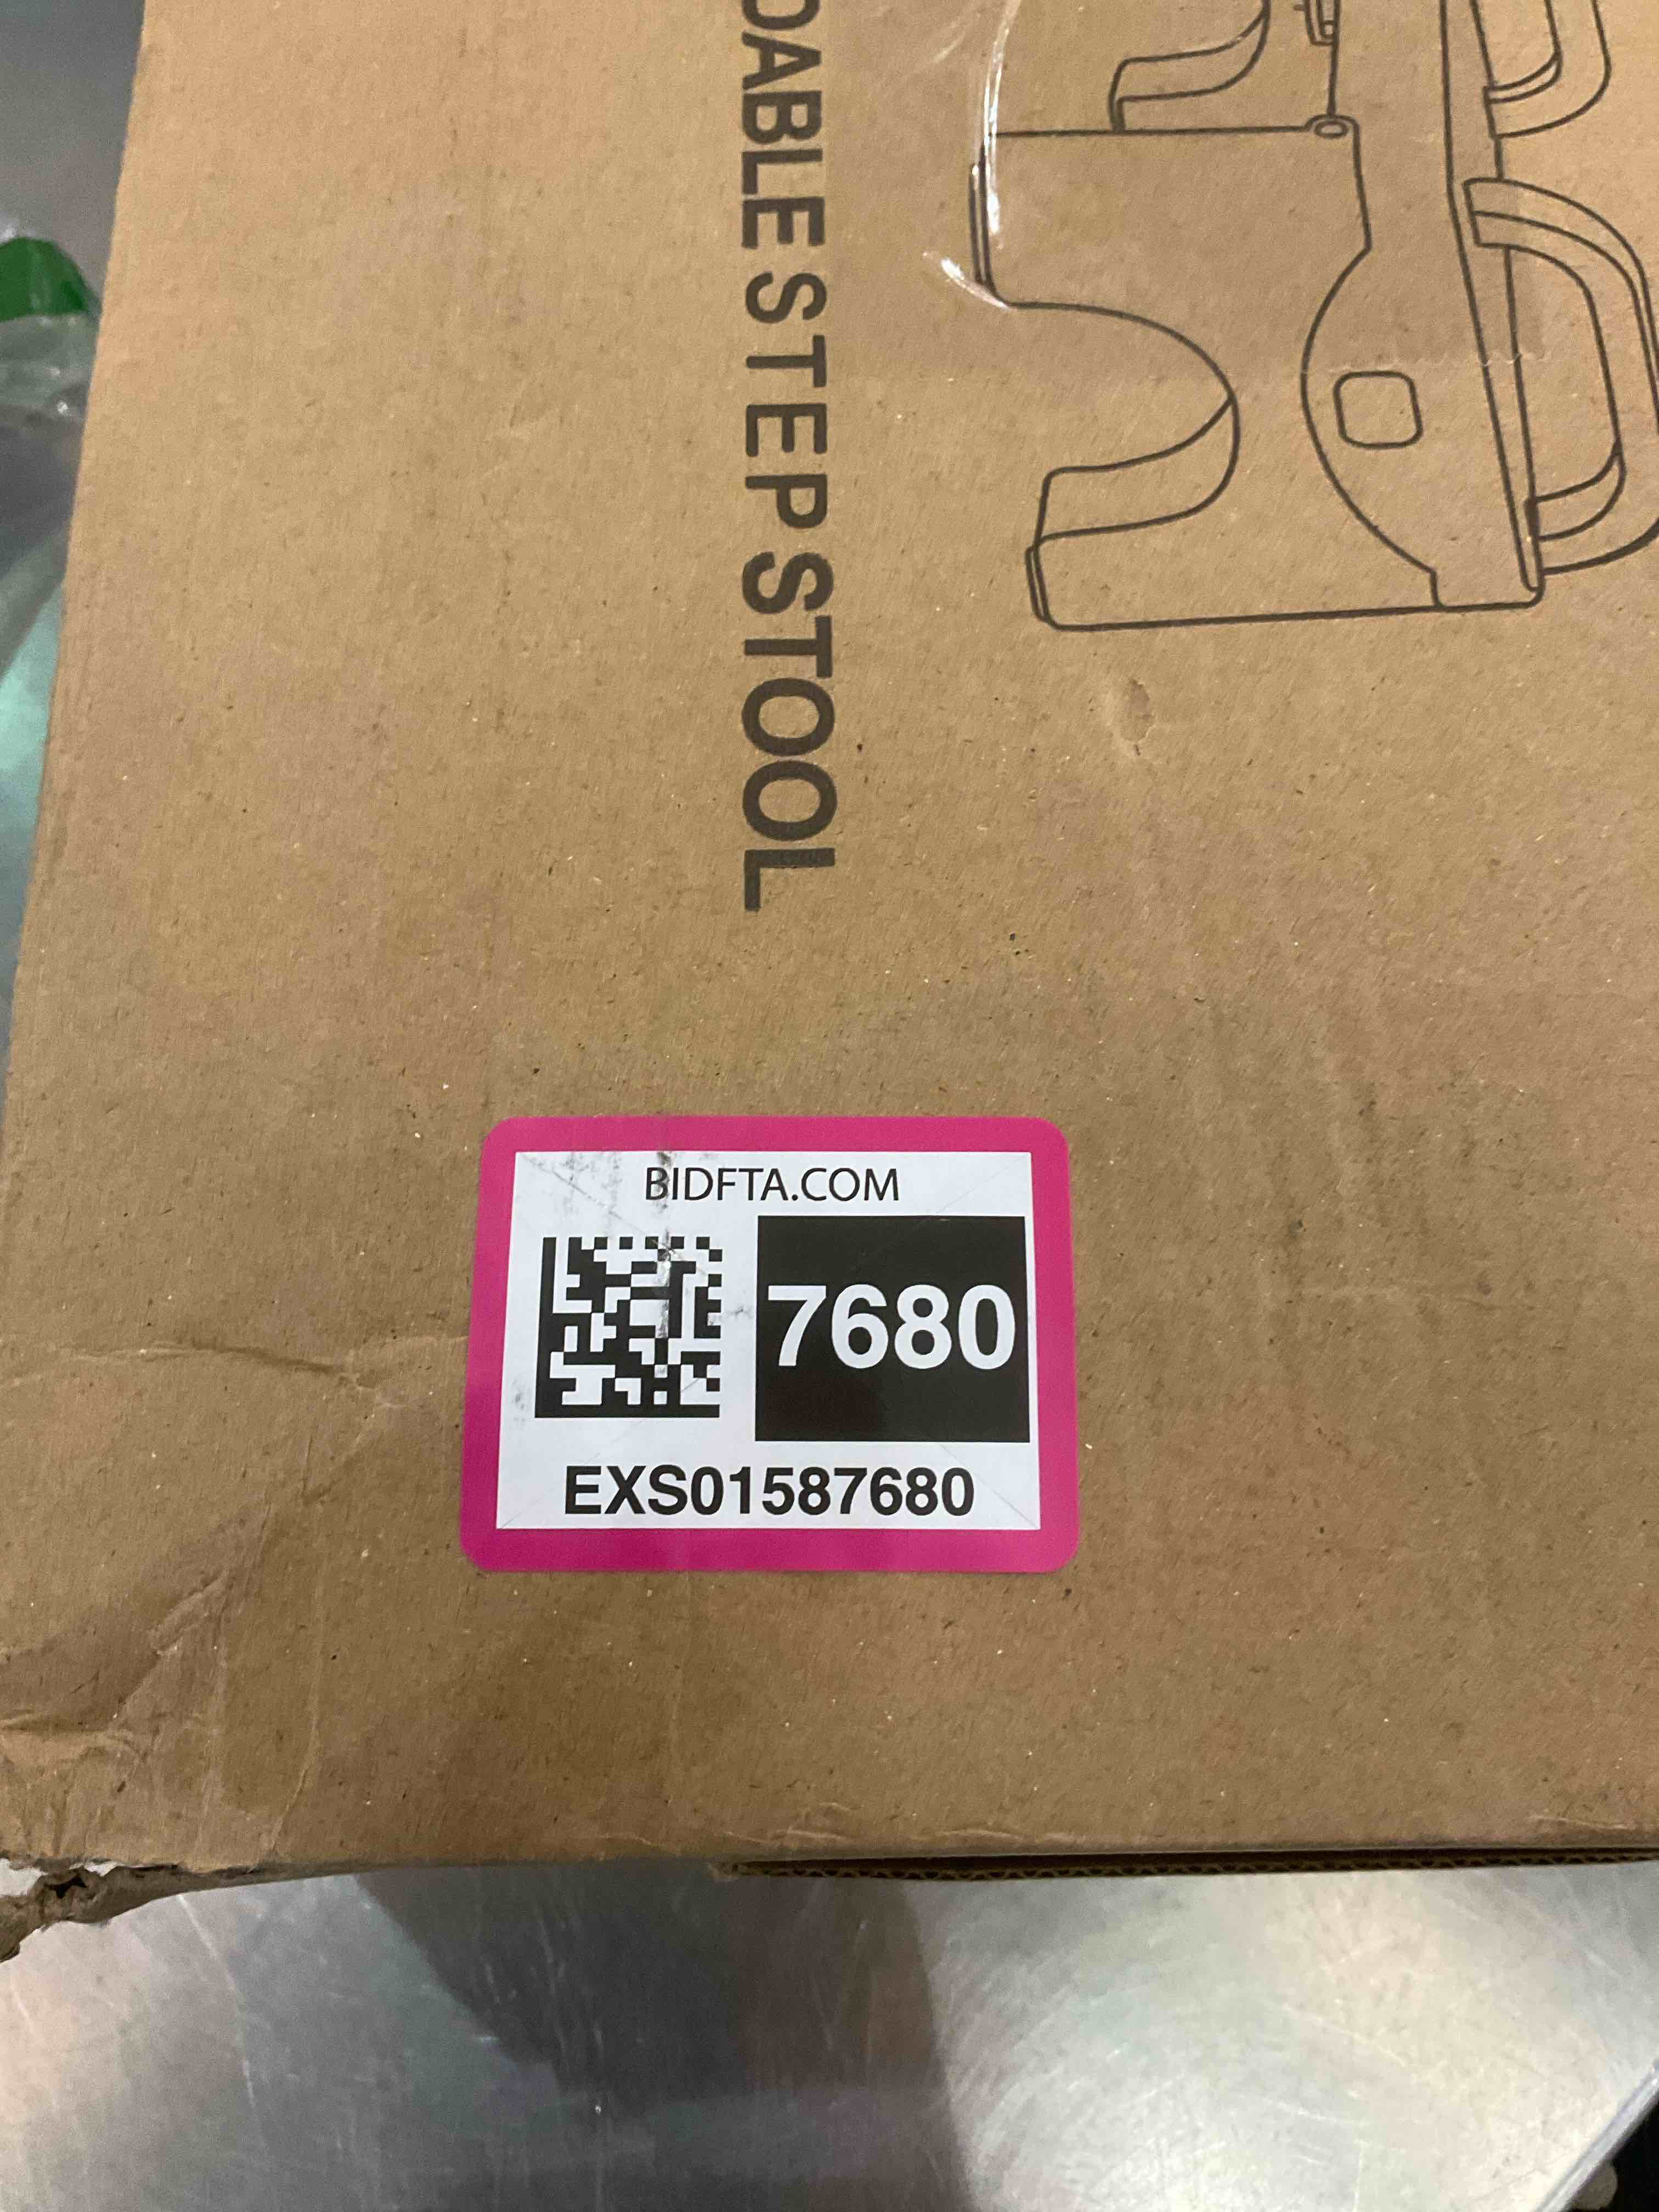 DABLE STEP STOOL
BIDFTA.COM
7680
EXS01587680